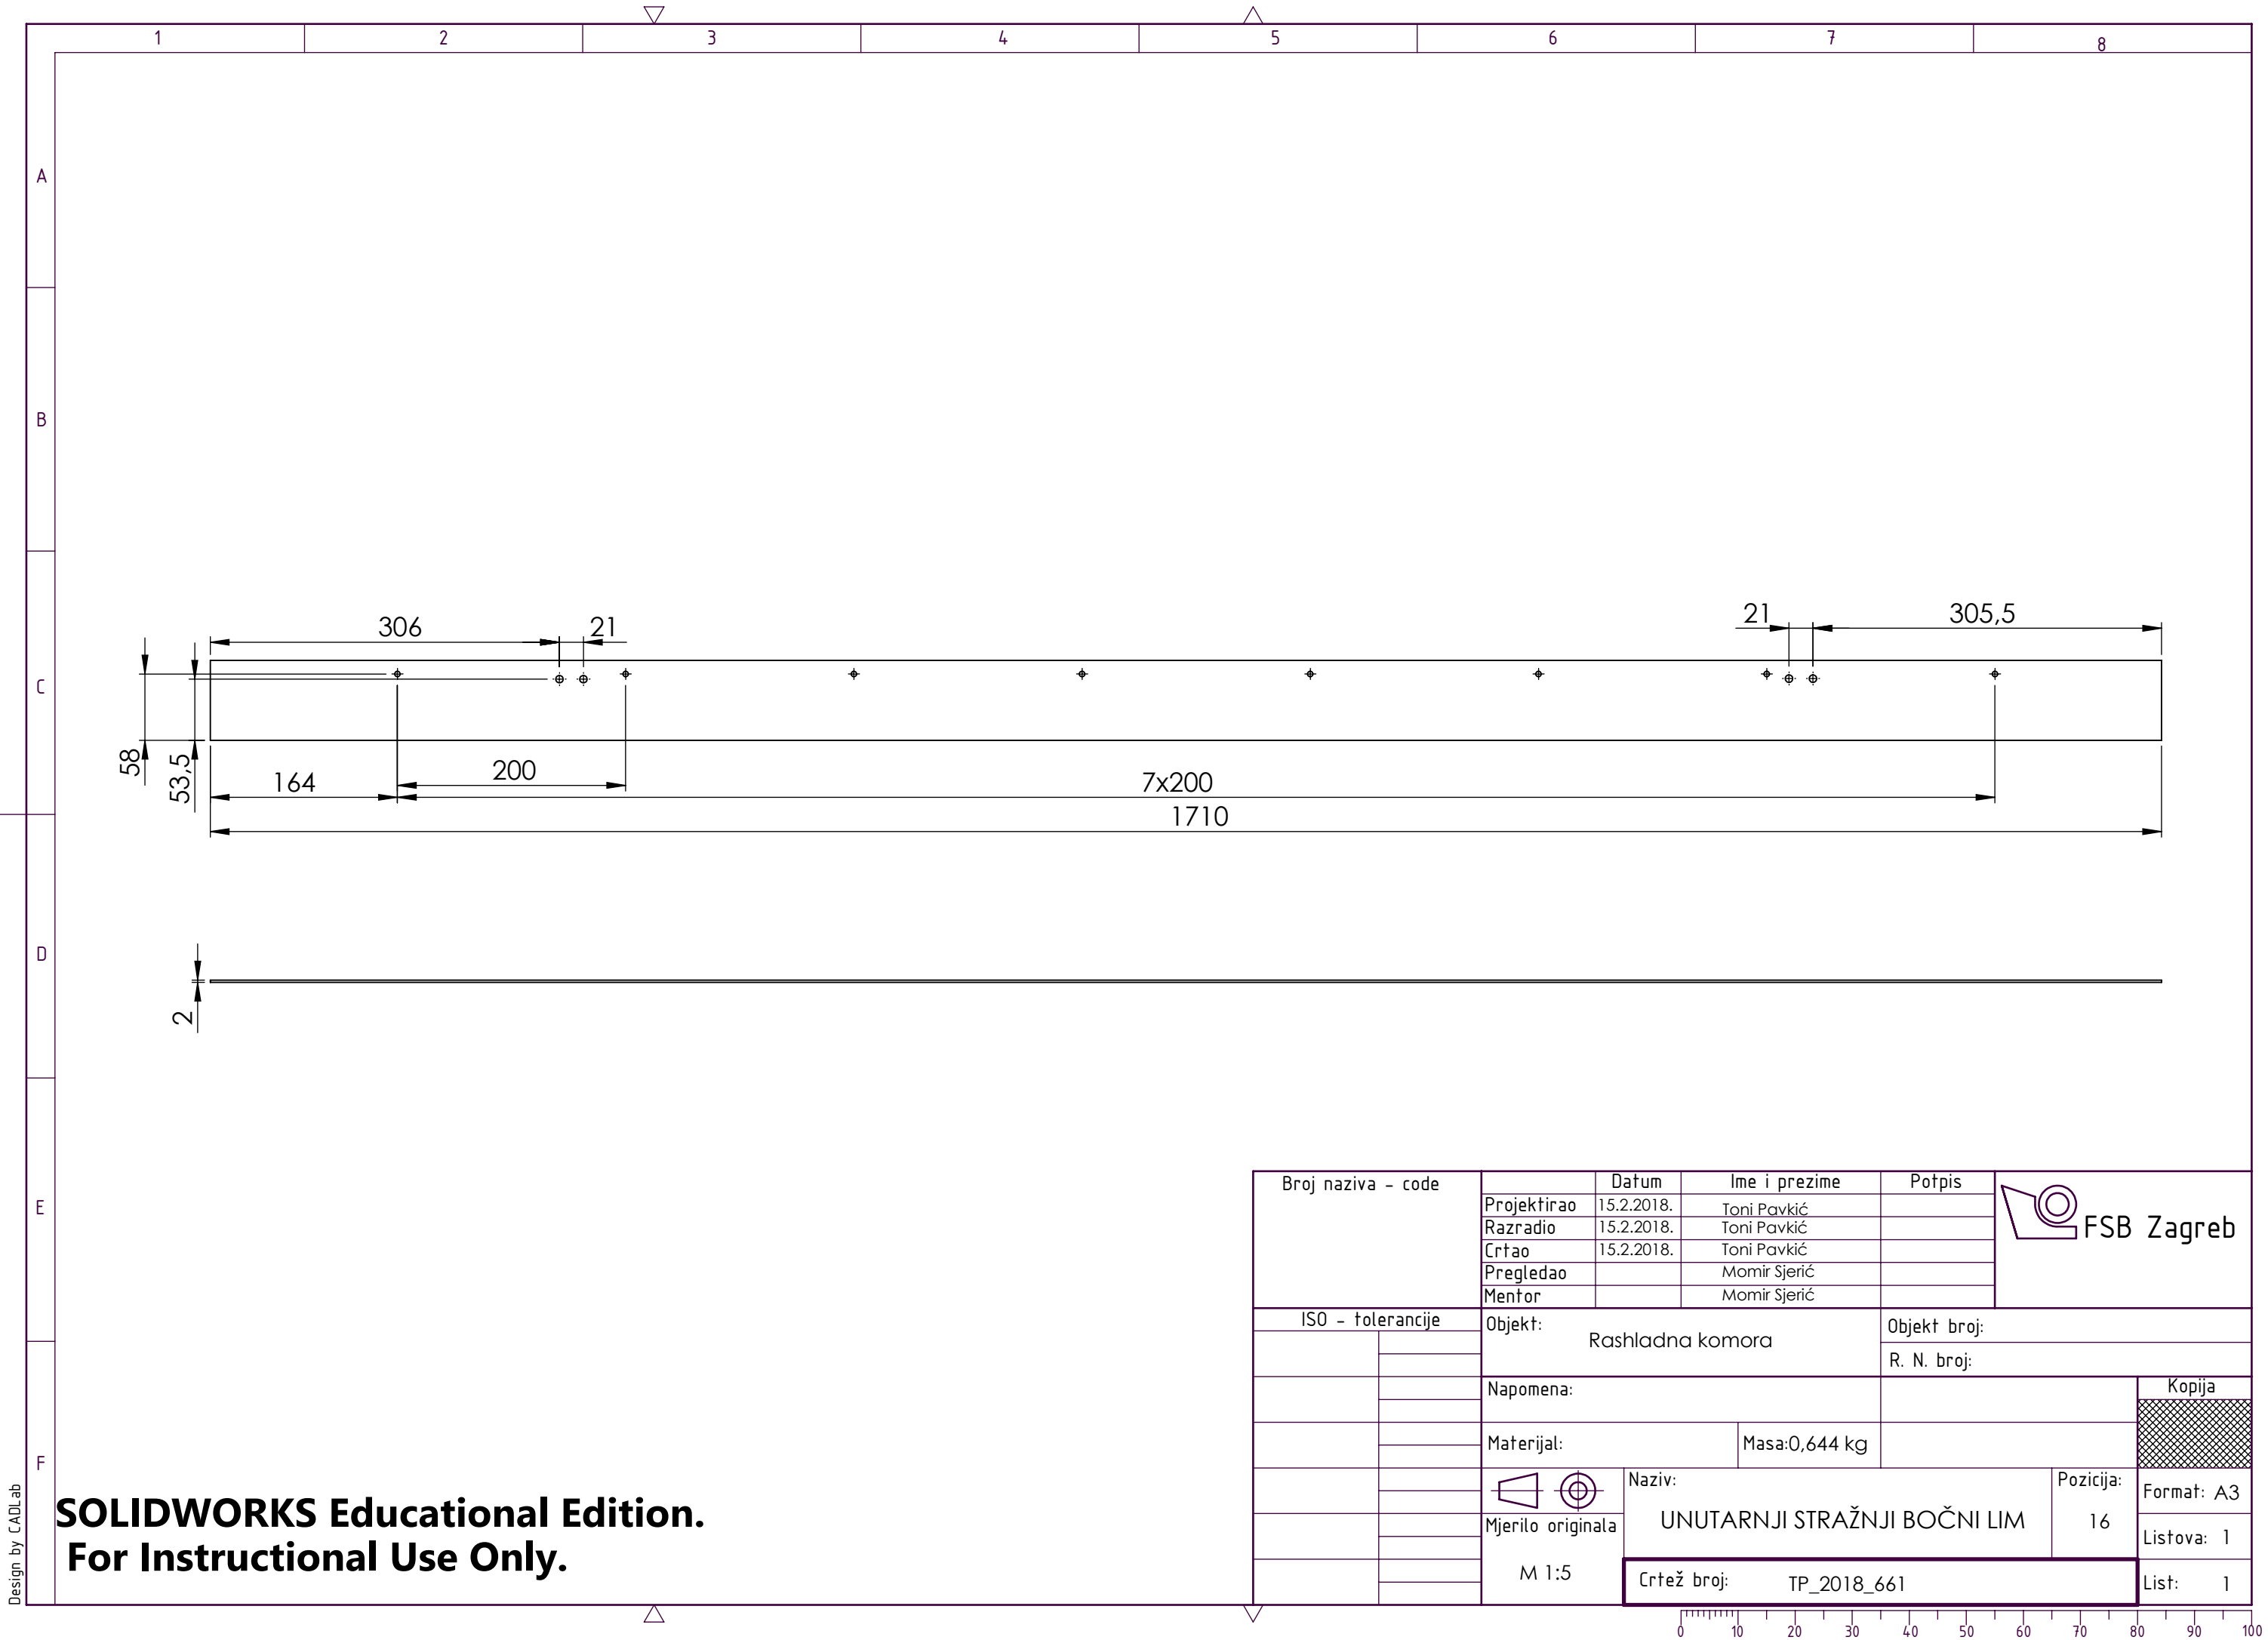 1 2 3 4 5 6 7 8
A
B
C
D
E
F
306 21 21 305,5
58 53,5
164 200 7x200
1710
2
Broj naziva - code
Datum Ime i prezime Potpis
Projektirao 15.2.2018. Toni Pavkić
Razradio 15.2.2018. Toni Pavkić
Crtao 15.2.2018. Toni Pavkić
Pregledao Momir Sjerić
Mentor Momir Sjerić
FSB Zagreb
ISO - tolerancije
Objekt: Rashladna komora
Objekt broj:
R. N. broj:
Napomena:
Kopija
Materijal: Masa:0,644 kg
Mjerilo originala
M 1:5
Naziv:
UNUTARNJI STRAŽNJI BOČNI LIM
Pozicija:
16
Format: A3
Listova: 1
Crtež broj: TP_2018_661
List: 1
Design by CADLab
SOLIDWORKS Educational Edition.
For Instructional Use Only.
0 10 20 30 40 50 60 70 80 90 100